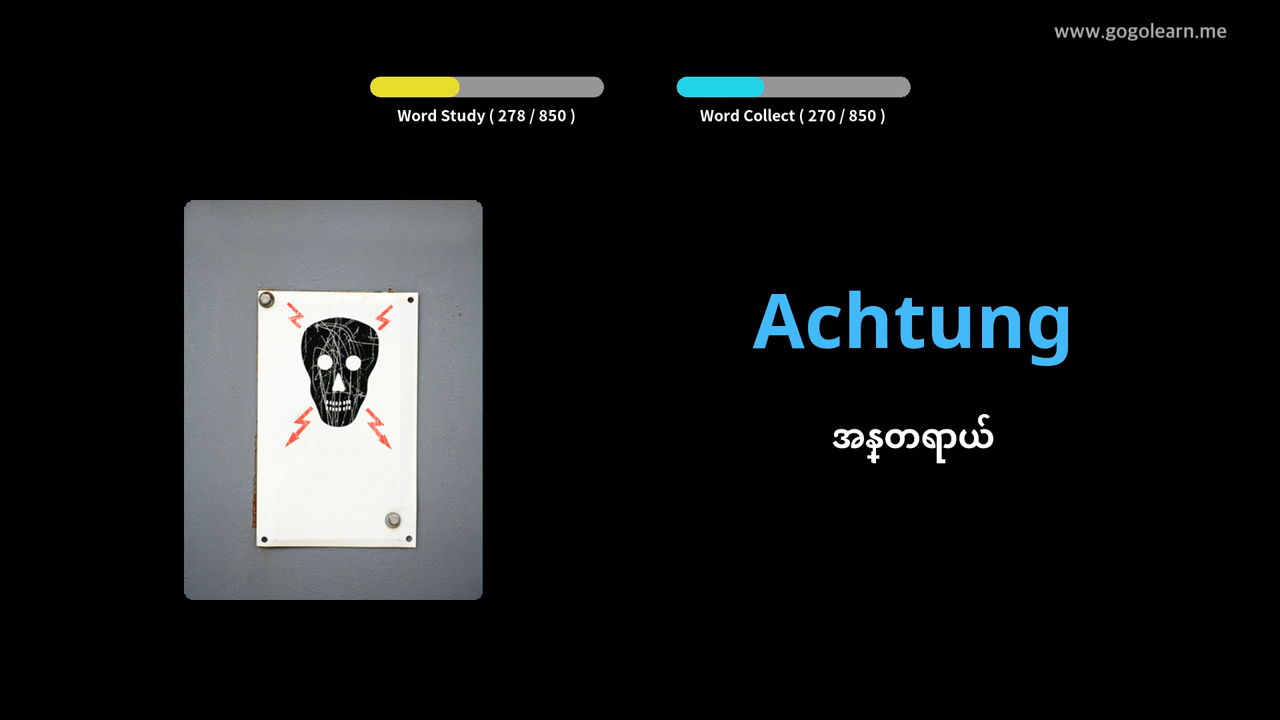 www.gogolearn.me
Word Study ( 278 / 850 )
Word Collect ( 270 / 850 )
Achtung
အန္တရာယ်